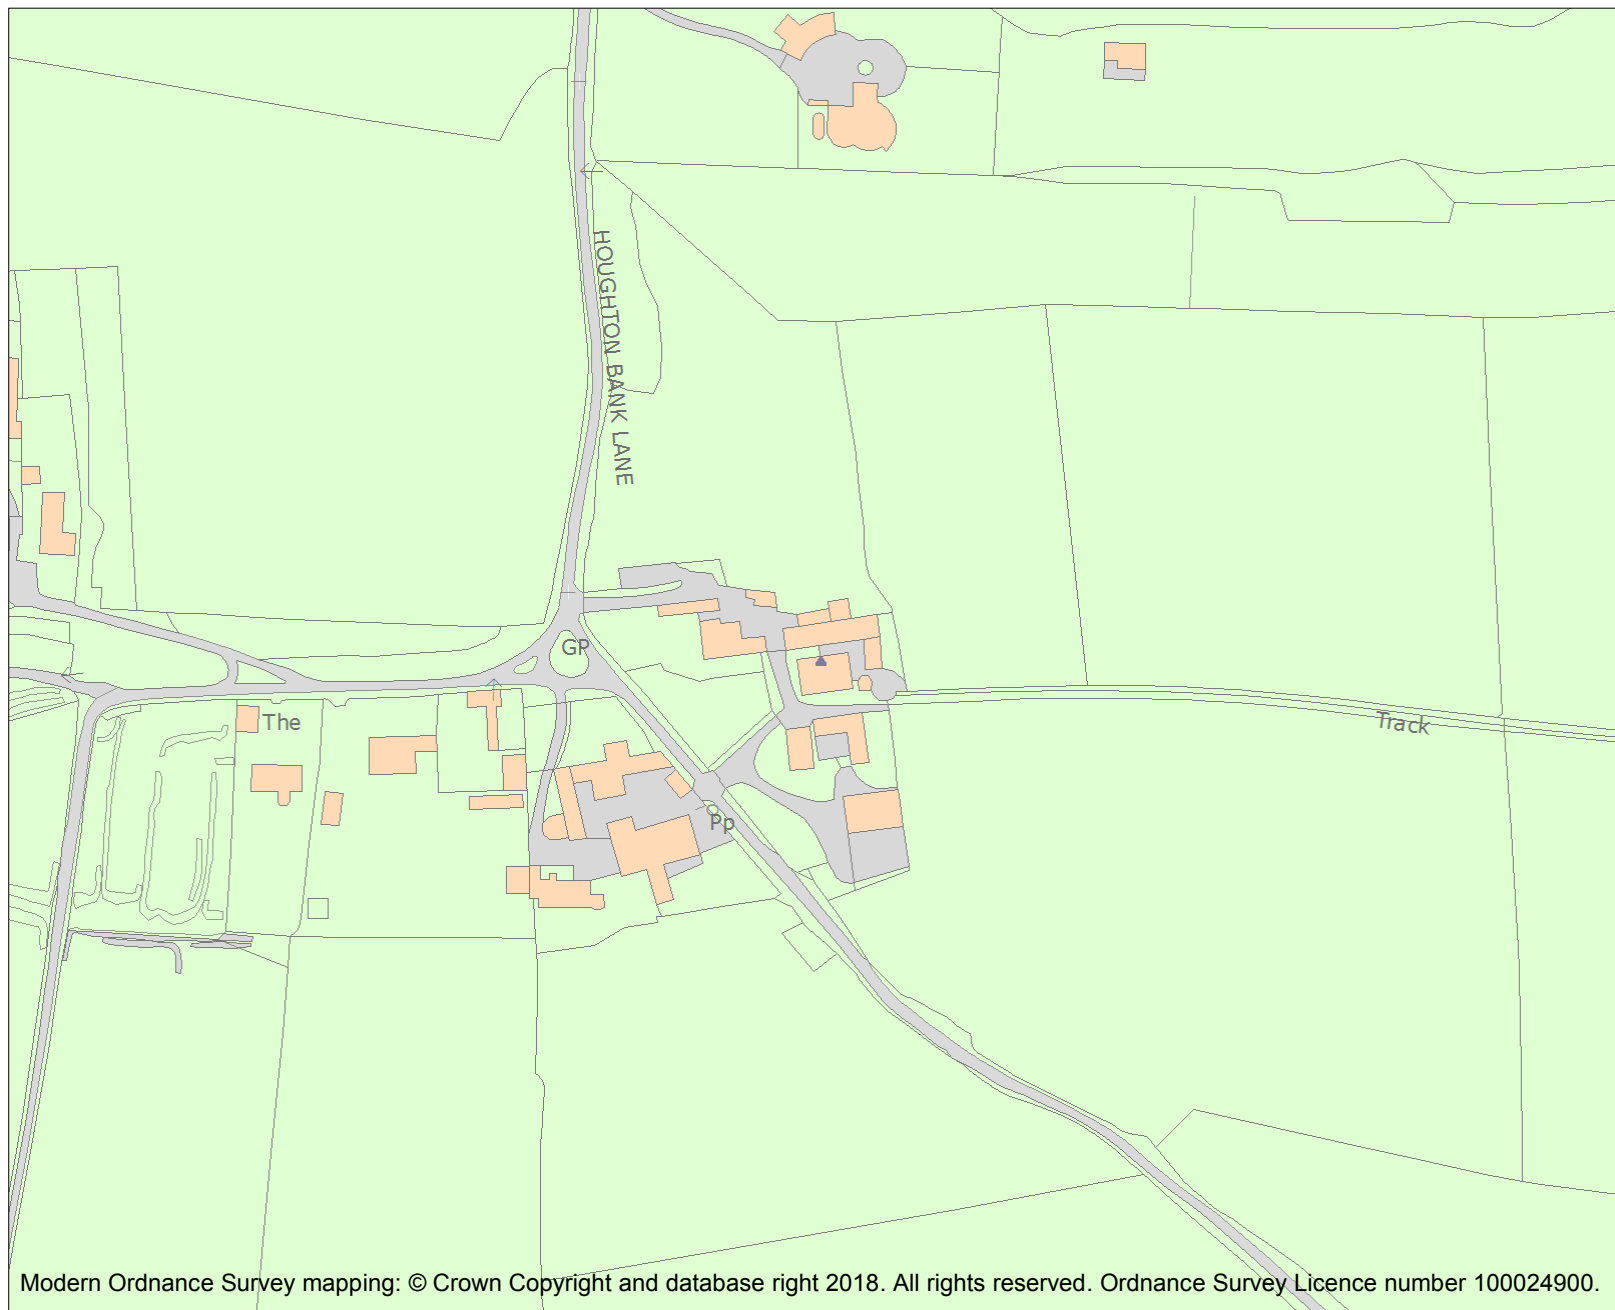 HOUGHTON BANK LANE
GP
The
Track
Pp
Modern Ordnance Survey mapping: © Crown Copyright and database right 2018. All rights reserved. Ordnance Survey Licence number 100024900.